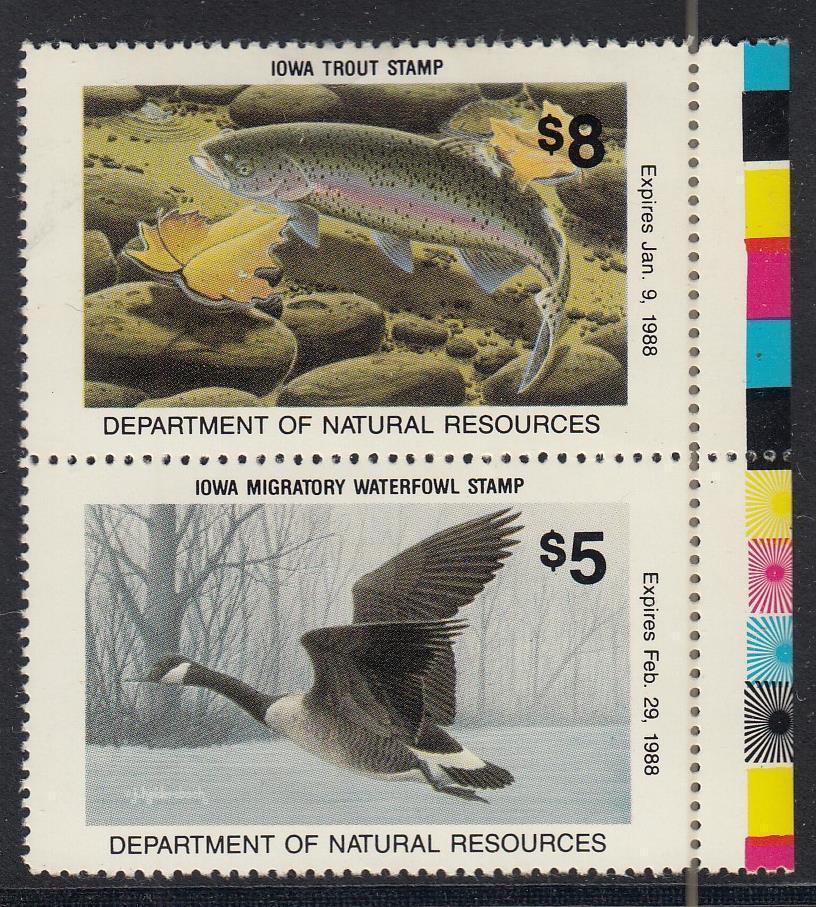 IOWA TROUT STAMP
$8
Expires Jan. 9, 1988
DEPARTMENT OF NATURAL RESOURCES
IOWA MIGRATORY WATERFOWL STAMP
$5
Expires Feb. 29, 1988
DEPARTMENT OF NATURAL RESOURCES